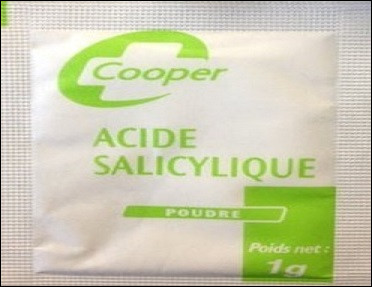 Cooper
ACIDE
SALICYLIQUE
POUDRE
Poids net :
1g